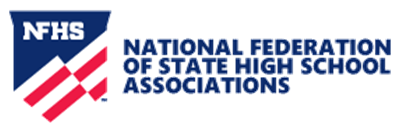 NFHS
NATIONAL FEDERATION
OF STATE HIGH SCHOOL
ASSOCIATIONS